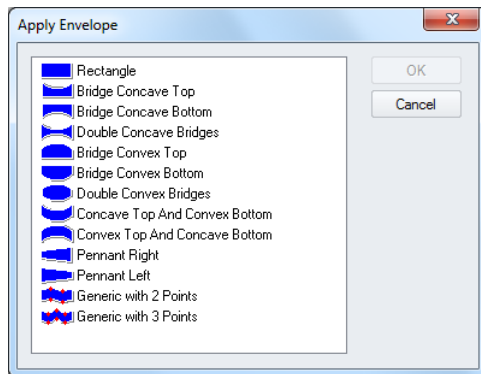 Apply Envelope
Rectangle
Bridge Concave Top
Bridge Concave Bottom
Double Concave Bridges
Bridge Convex Top
Bridge Convex Bottom
Double Convex Bridges
Concave Top And Convex Bottom
Convex Top And Concave Bottom
Pennant Right
Pennant Left
Generic with 2 Points
Generic with 3 Points
OK
Cancel